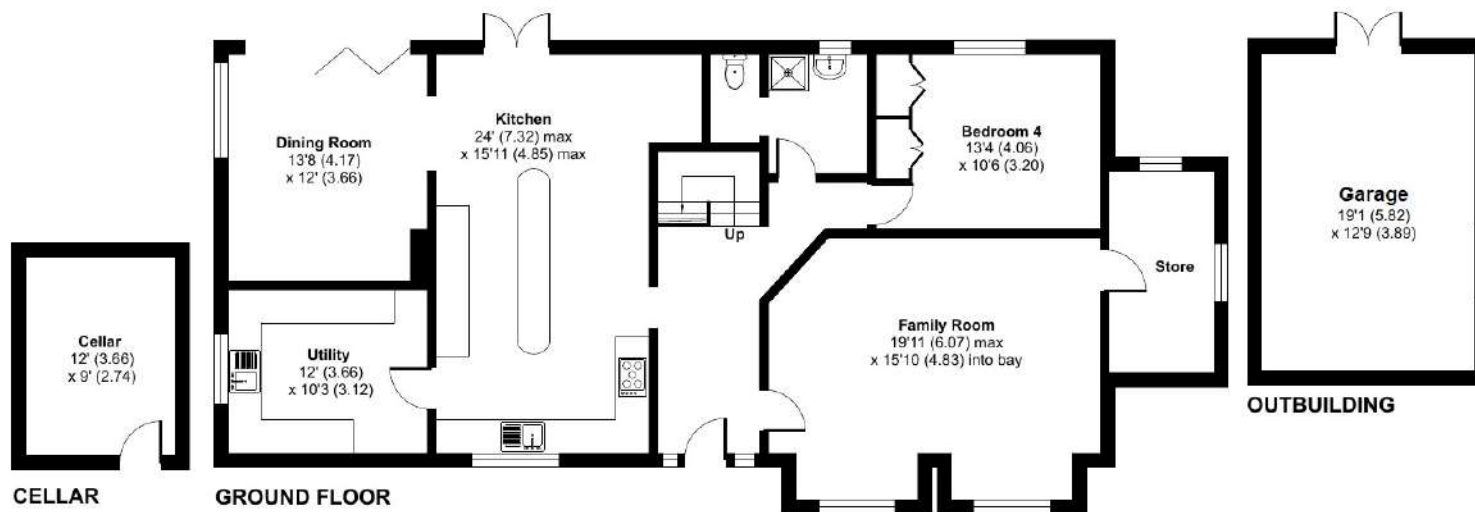 Dining Room
13'8 (4.17)
x 12' (3.66)
Kitchen
24' (7.32) max
x 15'11 (4.85) max
Bedroom 4
13'4 (4.06)
x 10'6 (3.20)
Garage
19'1 (5.82)
x 12'9 (3.89)
Up
Store
Cellar
12' (3.66)
x 9' (2.74)
Utility
12' (3.66)
x 10'3 (3.12)
Family Room
19'11 (6.07) max
x 15'10 (4.83) into bay
OUTBUILDING
CELLAR
GROUND FLOOR